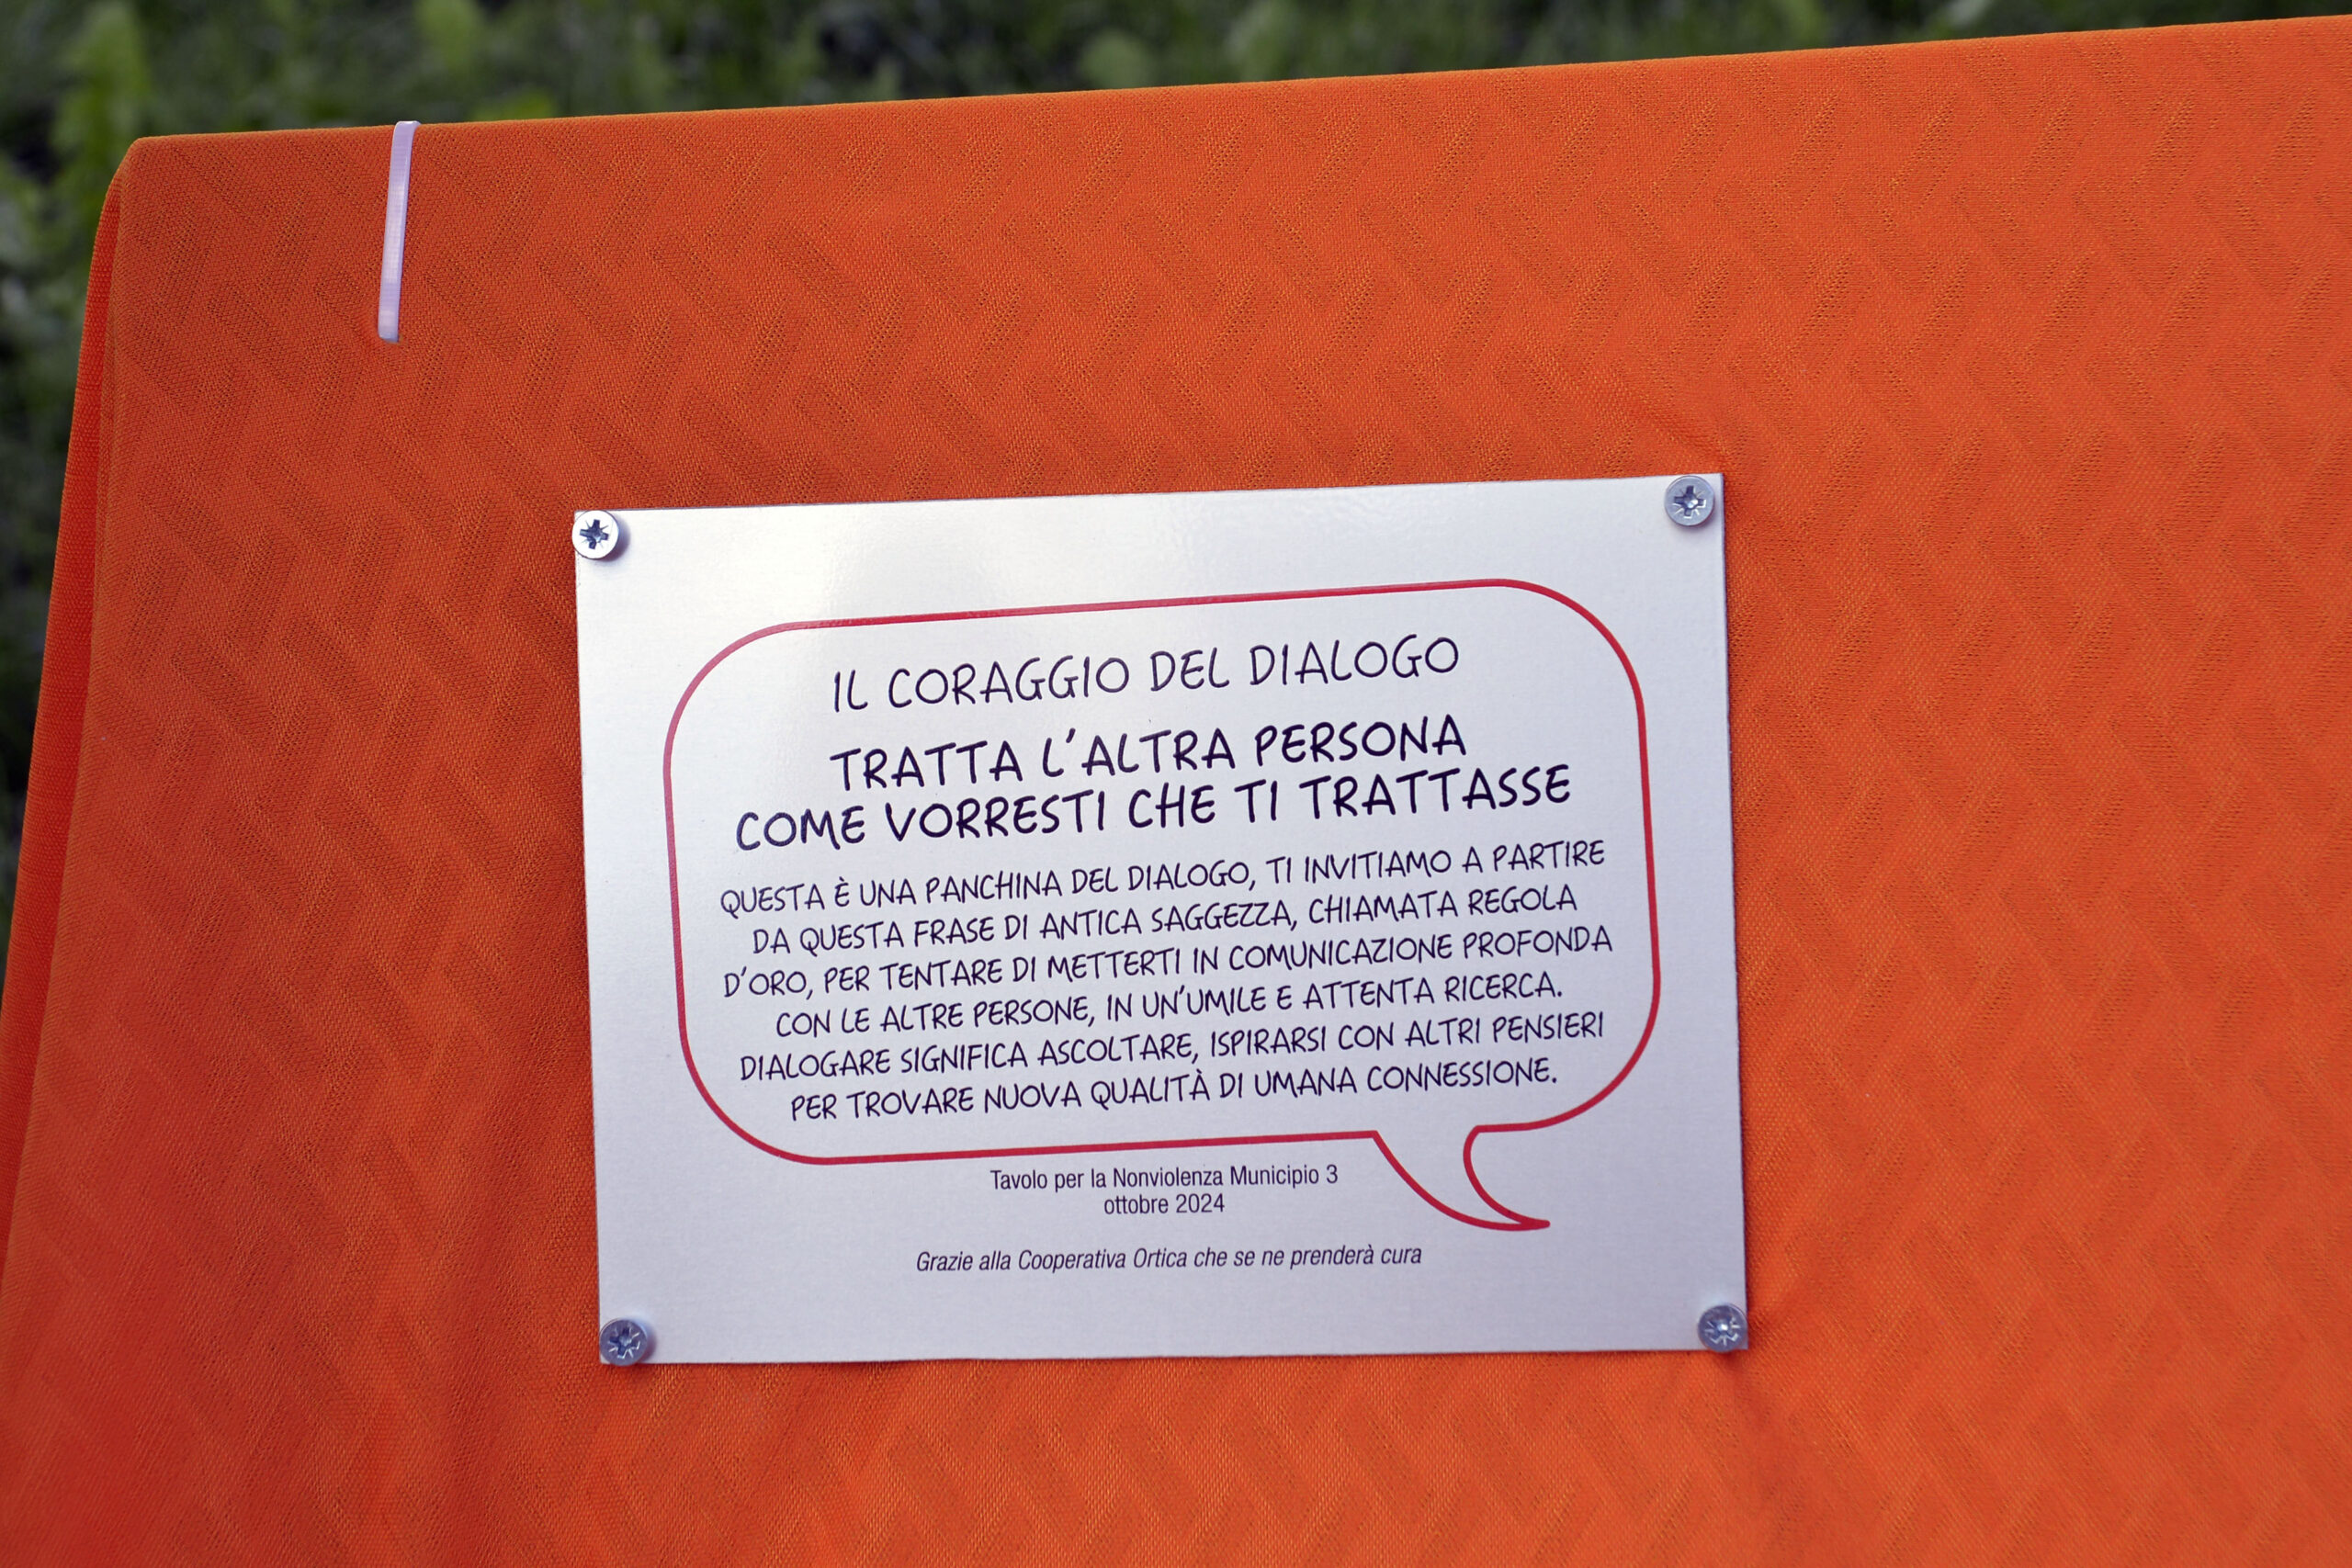 IL CORAGGIO DEL DIALOGO
TRATTA L'ALTRA PERSONA
COME VORRESTI CHE TI TRATTASSE
QUESTA È UNA PANCHINA DEL DIALOGO, TI INVITIAMO A PARTIRE
DA QUESTA FRASE DI ANTICA SAGGEZZA, CHIAMATA REGOLA
D'ORO, PER TENTARE DI METTERTI IN COMUNICAZIONE PROFONDA
CON LE ALTRE PERSONE, IN UN'UMILE E ATTENTA RICERCA.
DIALOGARE SIGNIFICA ASCOLTARE, ISPIRARSI CON ALTRI PENSIERI
PER TROVARE NUOVA QUALITÀ DI UMANA CONNESSIONE.
Tavolo per la Nonviolenza Municipio 3
ottobre 2024
Grazie alla Cooperativa Ortica che se ne prenderà cura